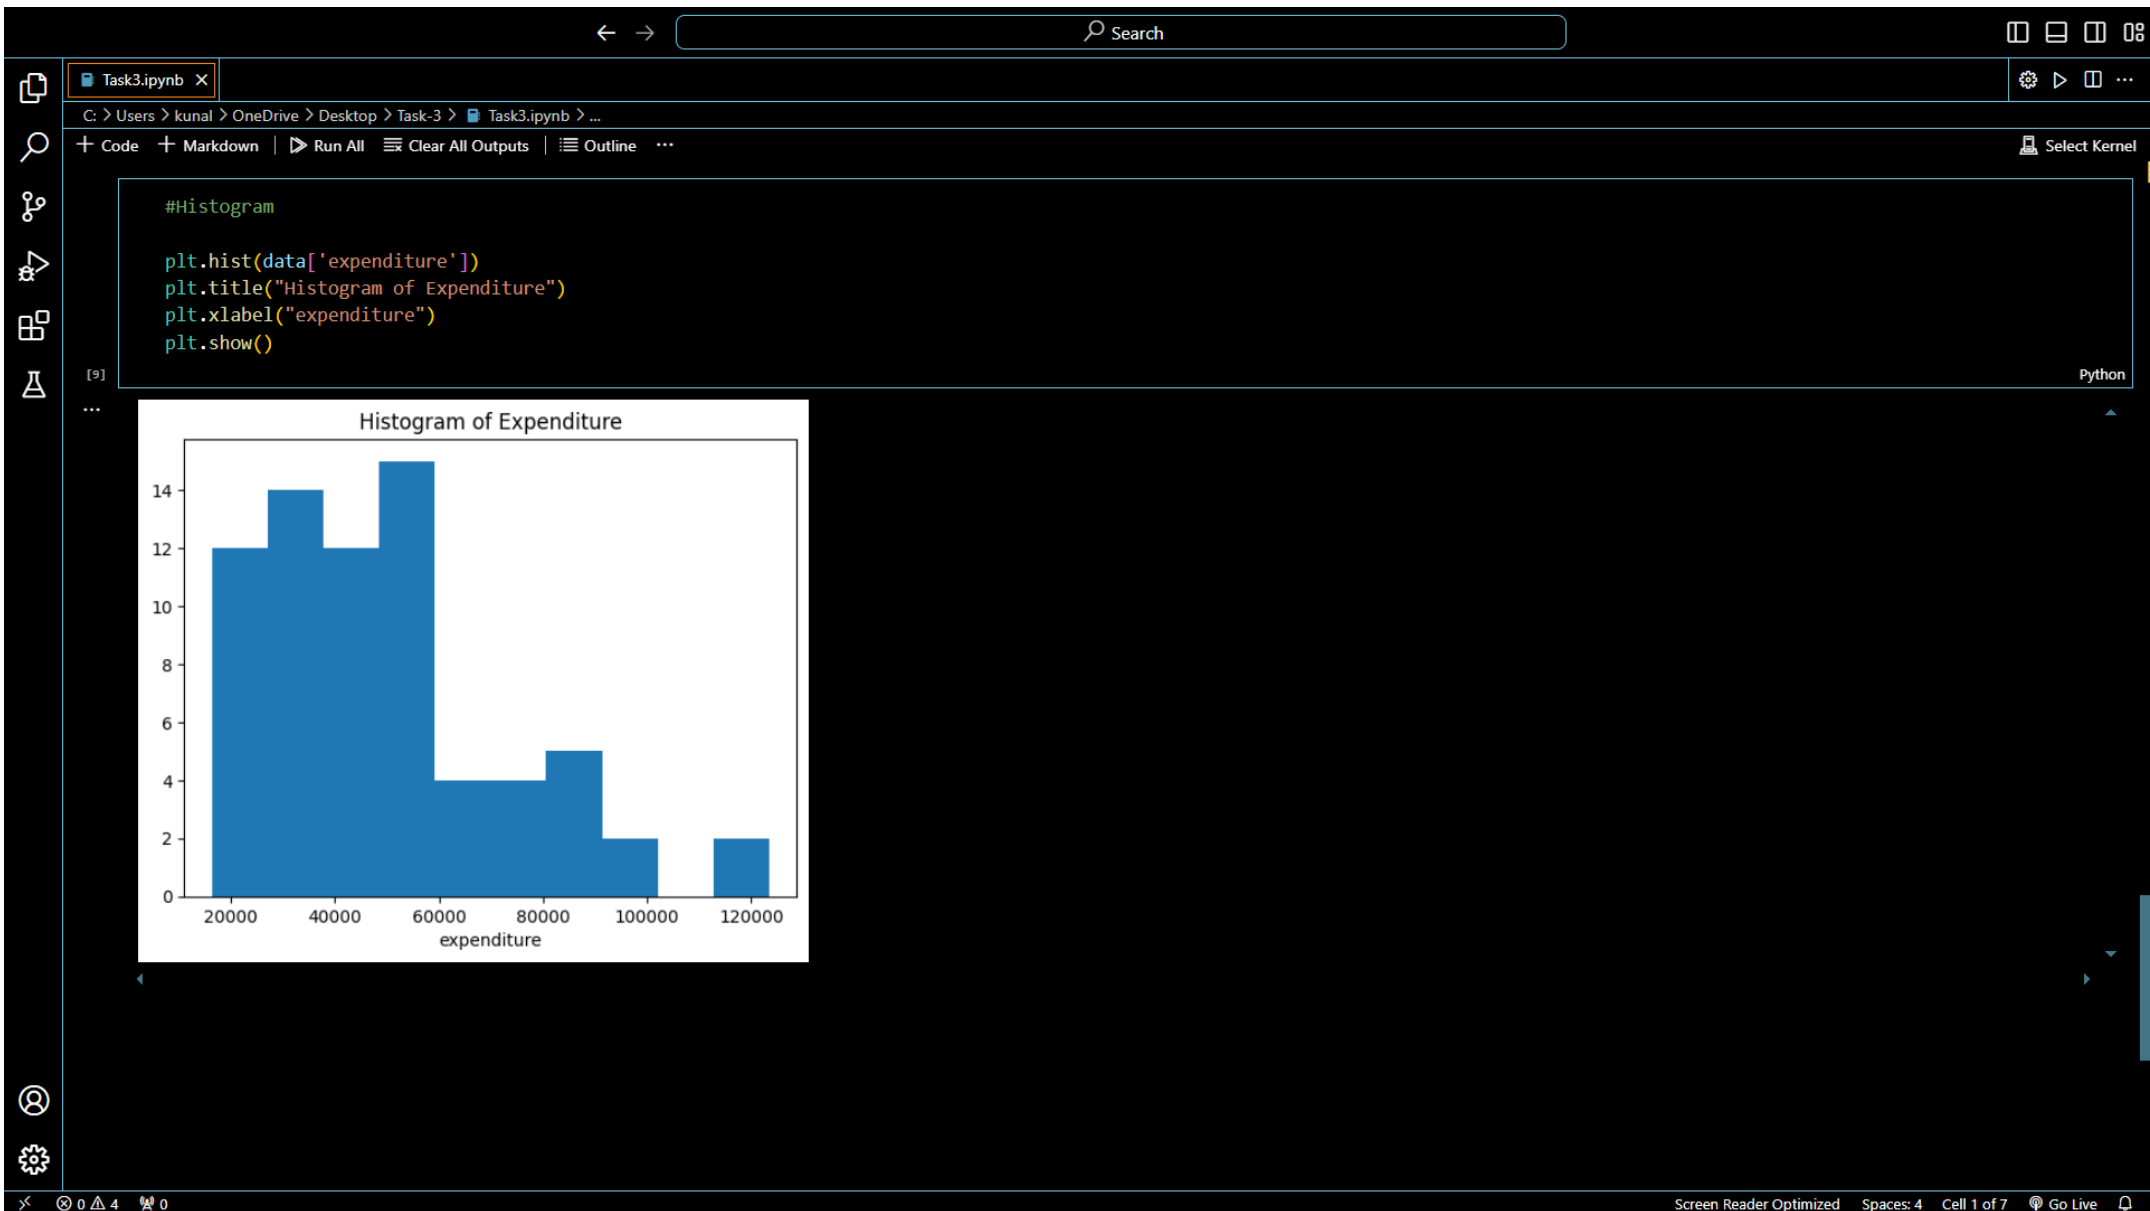 Search
Task3.ipynb
C: > Users > kunal > OneDrive > Desktop > Task-3 > Task3.ipynb > ...
+ Code + Markdown | Run All Clear All Outputs | Outline ...
Select Kernel
#Histogram
plt.hist(data['expenditure'])
plt.title("Histogram of Expenditure")
plt.xlabel("expenditure")
plt.show()
[9]
Python
...
Histogram of Expenditure
14
12
10
8
6
4
2
0
20000 40000 60000 80000 100000 120000
expenditure
0 4 0
Screen Reader Optimized Spaces: 4 Cell 1 of 7 Go Live